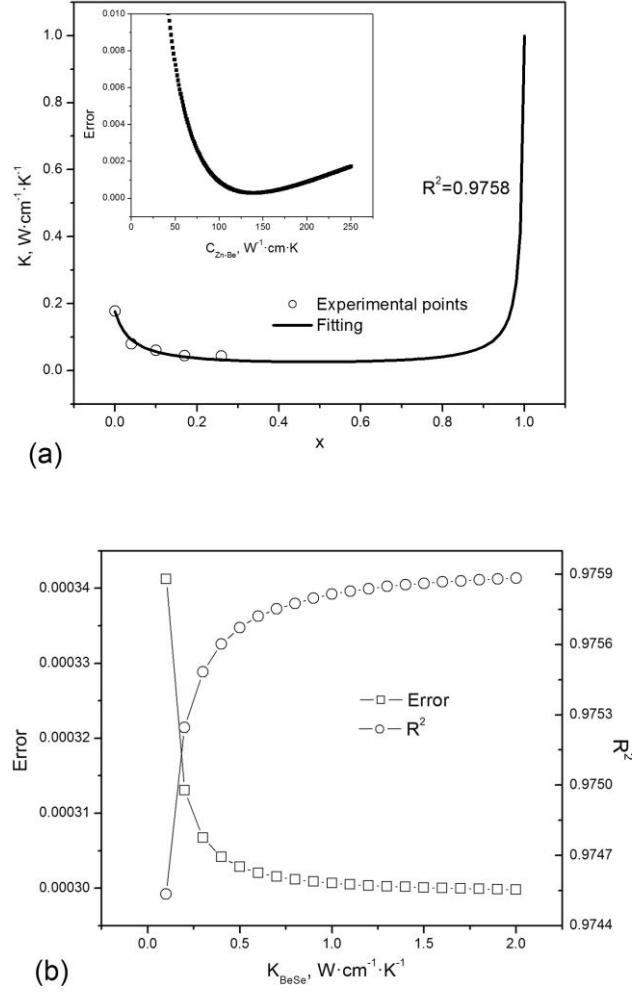 K, W·cm⁻¹·K⁻¹
1.0
0.8
0.6
0.4
0.2
0.0
0.0 0.2 0.4 0.6 0.8 1.0
x
Error
0.010
0.008
0.006
0.004
0.002
0.000
0 50 100 150 200 250
C_Zn-Be, W⁻¹·cm·K
R²=0.9758
Experimental points
Fitting
(a)
Error
0.00034
0.00033
0.00032
0.00031
0.00030
0.0 0.5 1.0 1.5 2.0
K_BeSe, W·cm⁻¹·K⁻¹
Error
R²
0.9759
0.9756
0.9753
0.9750
0.9747
0.9744
R²
(b)